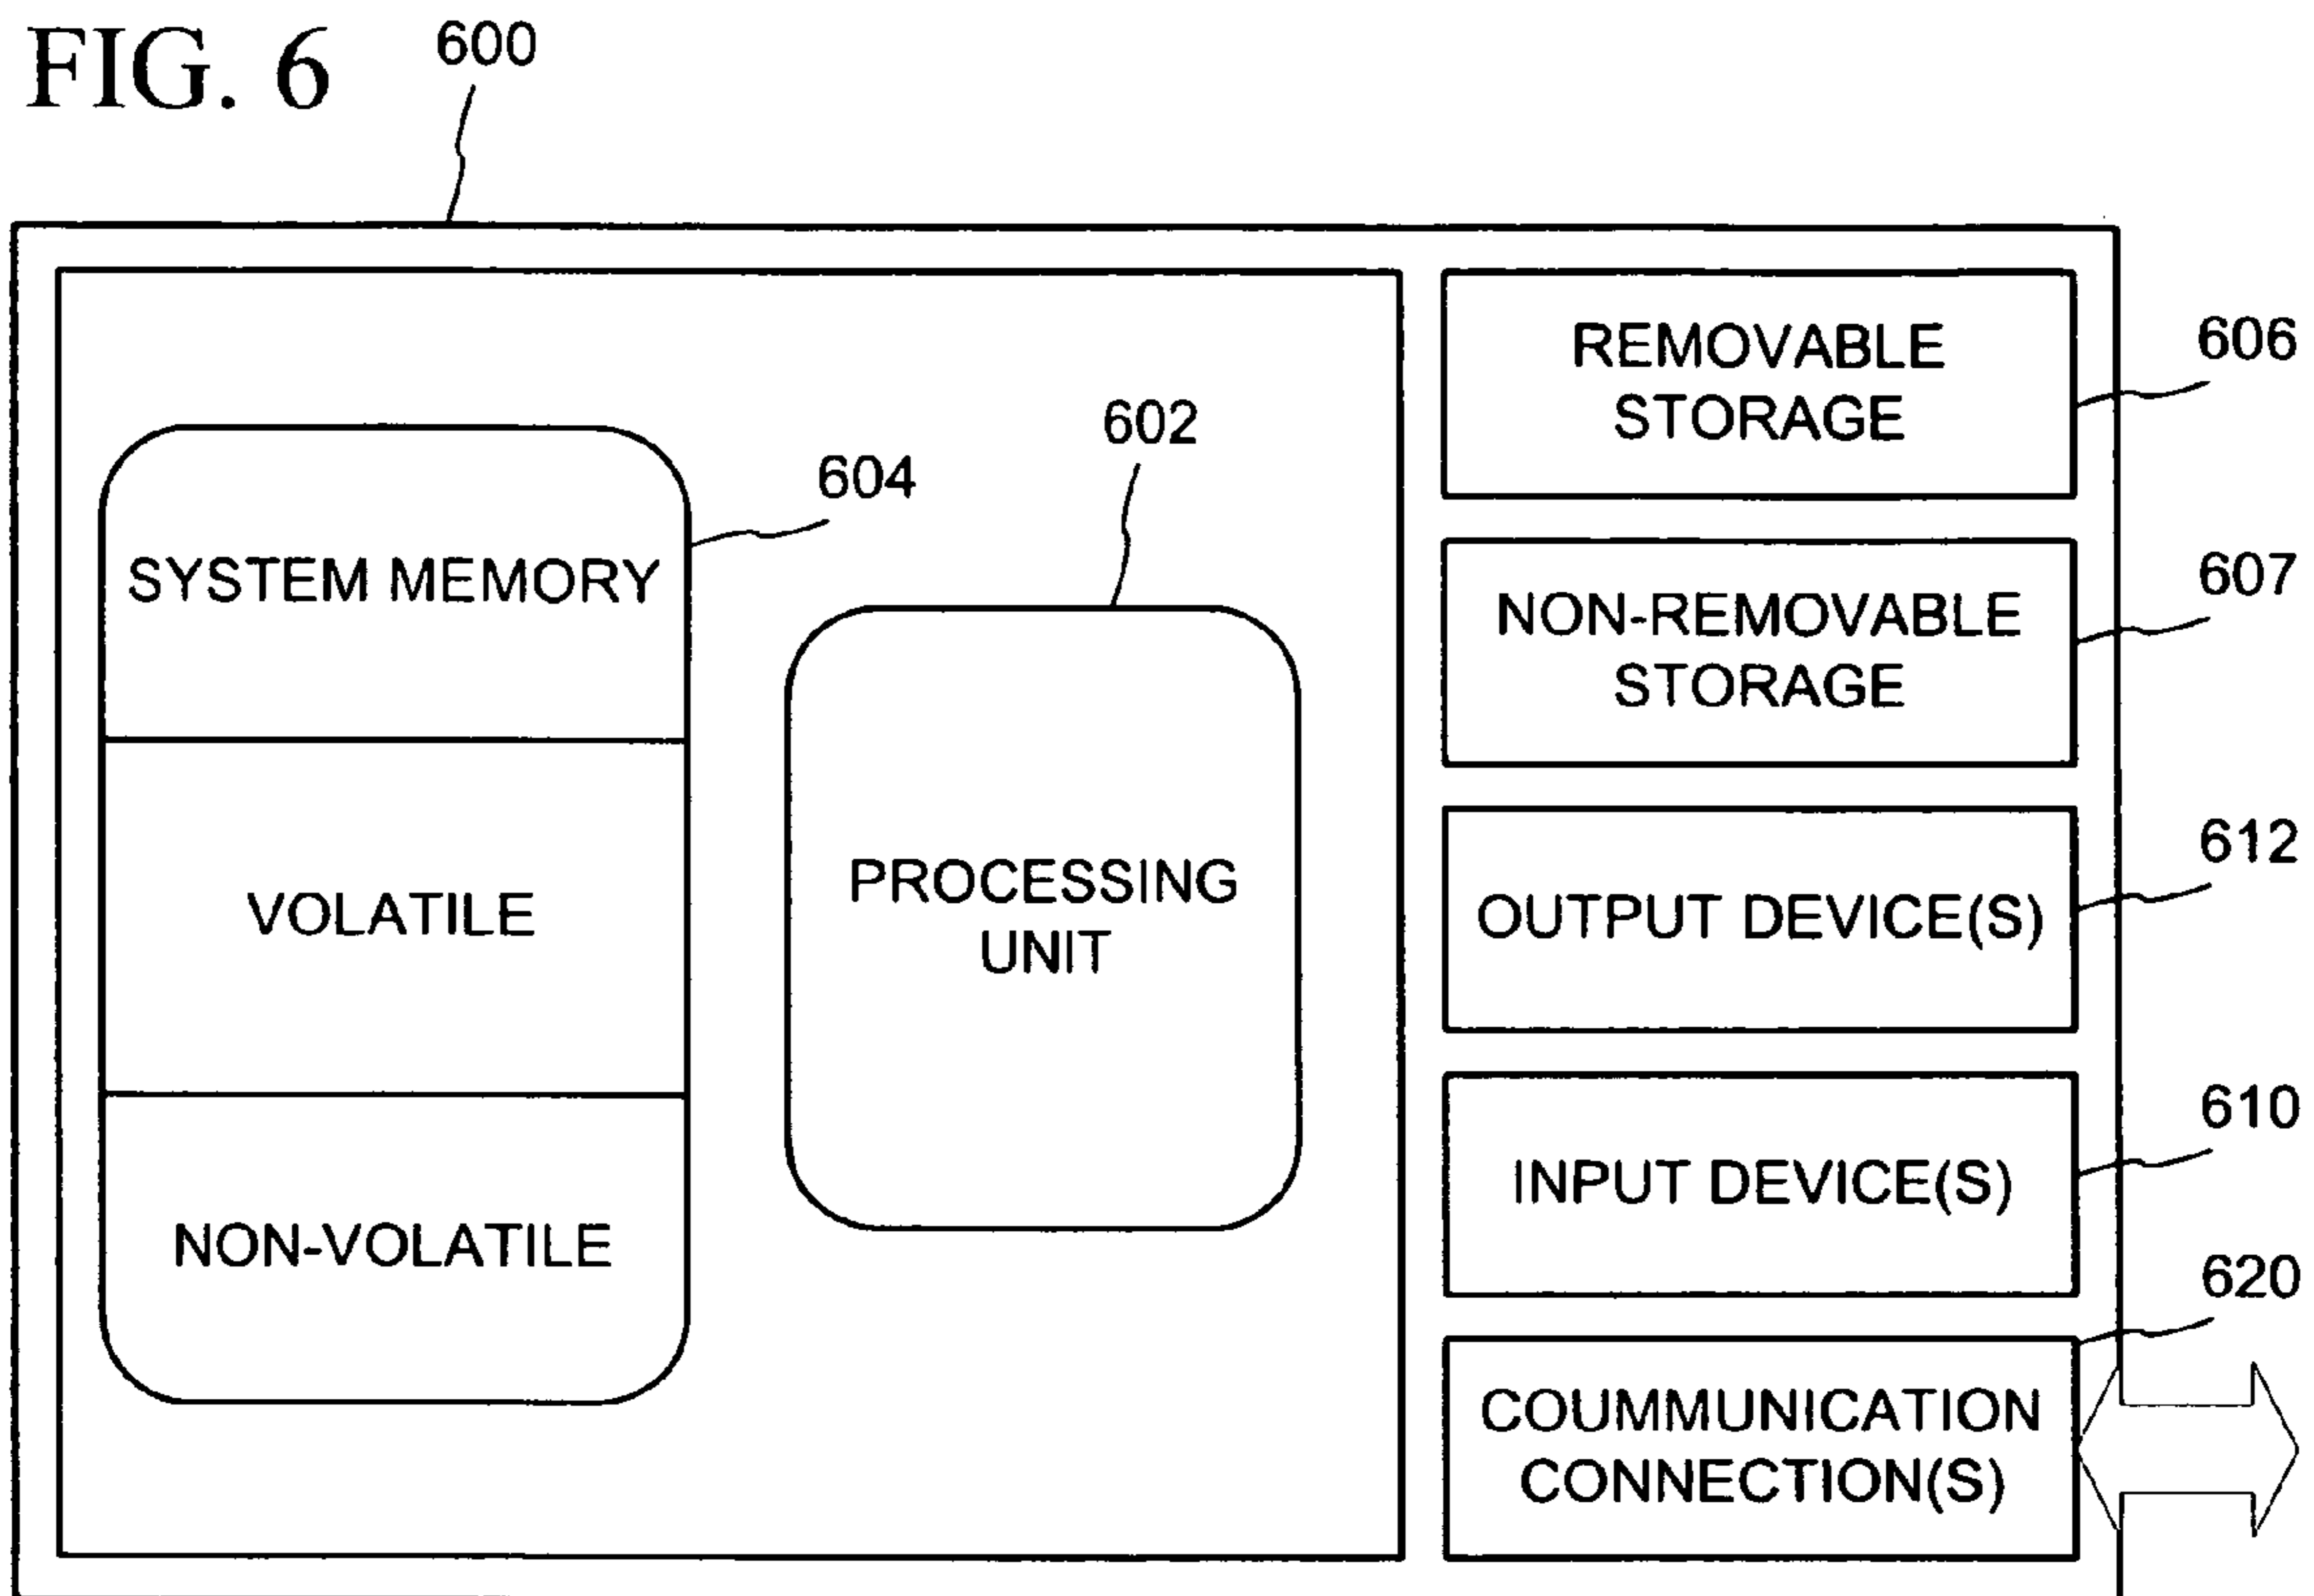 FIG. 6
600
604
SYSTEM MEMORY
VOLATILE
NON-VOLATILE
602
PROCESSING
UNIT
REMOVABLE
STORAGE
606
NON-REMOVABLE
STORAGE
607
OUTPUT DEVICE(S)
612
INPUT DEVICE(S)
610
COUMMUNICATION
CONNECTION(S)
620